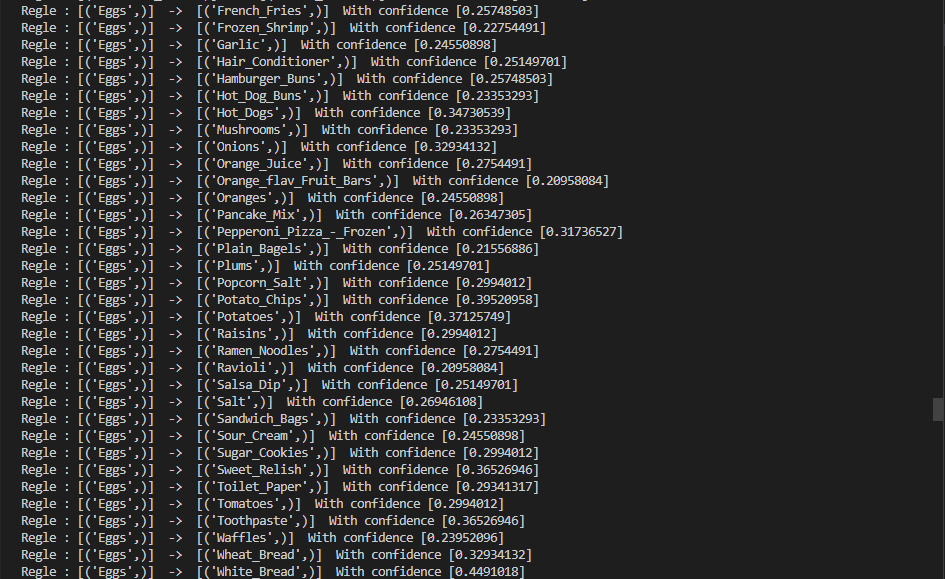 Regle : [('Eggs',)] -> [('French_Fries',)] With confidence [0.25748503]
Regle : [('Eggs',)] -> [('Frozen_Shrimp',)] With confidence [0.22754491]
Regle : [('Eggs',)] -> [('Garlic',)] With confidence [0.24550898]
Regle : [('Eggs',)] -> [('Hair_Conditioner',)] With confidence [0.25149701]
Regle : [('Eggs',)] -> [('Hamburger_Buns',)] With confidence [0.25748503]
Regle : [('Eggs',)] -> [('Hot_Dog_Buns',)] With confidence [0.23353293]
Regle : [('Eggs',)] -> [('Hot_Dogs',)] With confidence [0.34730539]
Regle : [('Eggs',)] -> [('Mushrooms',)] With confidence [0.23353293]
Regle : [('Eggs',)] -> [('Onions',)] With confidence [0.32934132]
Regle : [('Eggs',)] -> [('Orange_Juice',)] With confidence [0.2754491]
Regle : [('Eggs',)] -> [('Orange_flav_Fruit_Bars',)] With confidence [0.20958084]
Regle : [('Eggs',)] -> [('Oranges',)] With confidence [0.24550898]
Regle : [('Eggs',)] -> [('Pancake_Mix',)] With confidence [0.26347305]
Regle : [('Eggs',)] -> [('Pepperoni_Pizza_-_Frozen',)] With confidence [0.31736527]
Regle : [('Eggs',)] -> [('Plain_Bagels',)] With confidence [0.21556886]
Regle : [('Eggs',)] -> [('Plums',)] With confidence [0.25149701]
Regle : [('Eggs',)] -> [('Popcorn_Salt',)] With confidence [0.2994012]
Regle : [('Eggs',)] -> [('Potato_Chips',)] With confidence [0.39520958]
Regle : [('Eggs',)] -> [('Potatoes',)] With confidence [0.37125749]
Regle : [('Eggs',)] -> [('Raisins',)] With confidence [0.2994012]
Regle : [('Eggs',)] -> [('Ramen_Noodles',)] With confidence [0.2754491]
Regle : [('Eggs',)] -> [('Ravioli',)] With confidence [0.20958084]
Regle : [('Eggs',)] -> [('Salsa_Dip',)] With confidence [0.25149701]
Regle : [('Eggs',)] -> [('Salt',)] With confidence [0.26946108]
Regle : [('Eggs',)] -> [('Sandwich_Bags',)] With confidence [0.23353293]
Regle : [('Eggs',)] -> [('Sour_Cream',)] With confidence [0.24550898]
Regle : [('Eggs',)] -> [('Sugar_Cookies',)] With confidence [0.2994012]
Regle : [('Eggs',)] -> [('Sweet_Relish',)] With confidence [0.36526946]
Regle : [('Eggs',)] -> [('Toilet_Paper',)] With confidence [0.29341317]
Regle : [('Eggs',)] -> [('Tomatoes',)] With confidence [0.2994012]
Regle : [('Eggs',)] -> [('Toothpaste',)] With confidence [0.36526946]
Regle : [('Eggs',)] -> [('Waffles',)] With confidence [0.23952096]
Regle : [('Eggs',)] -> [('Wheat_Bread',)] With confidence [0.32934132]
Regle : [('Eggs',)] -> [('White_Bread',)] With confidence [0.4491018]